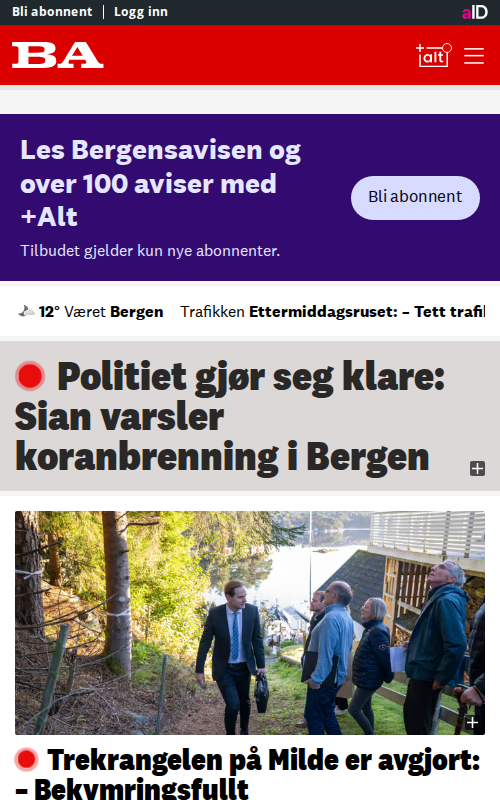 Bli abonnent | Logg inn
aID
BA
+alt
Les Bergensavisen og
over 100 aviser med
+Alt
Tilbudet gjelder kun nye abonnenter.
Bli abonnent
12° Været Bergen Trafikken Ettermiddagsruset: – Tett trafi
Politiet gjør seg klare:
Sian varsler
koranbrenning i Bergen
Trekrangelen på Milde er avgjort:
– Bekymringsfullt